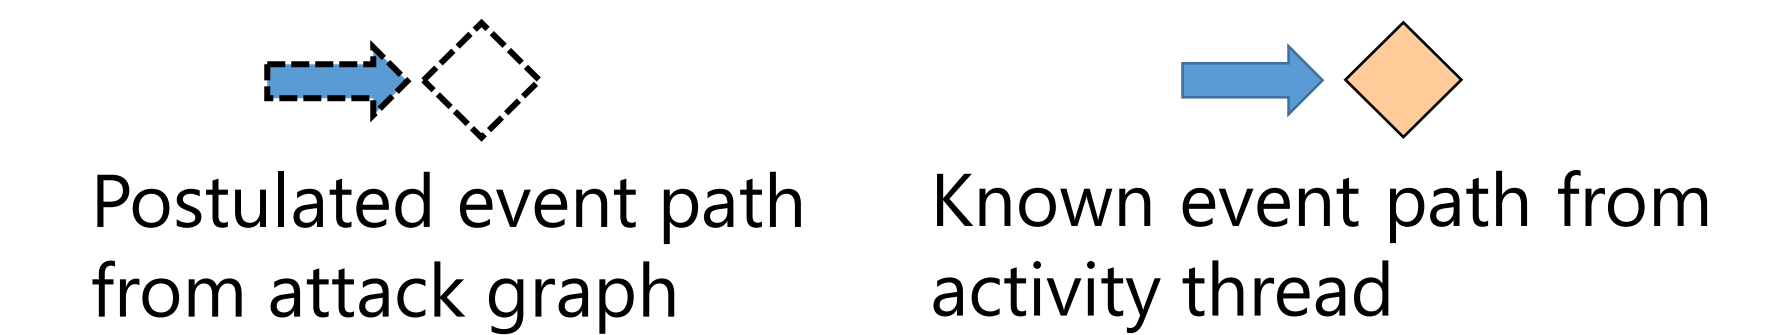 Postulated event path
from attack graph
Known event path from
activity thread